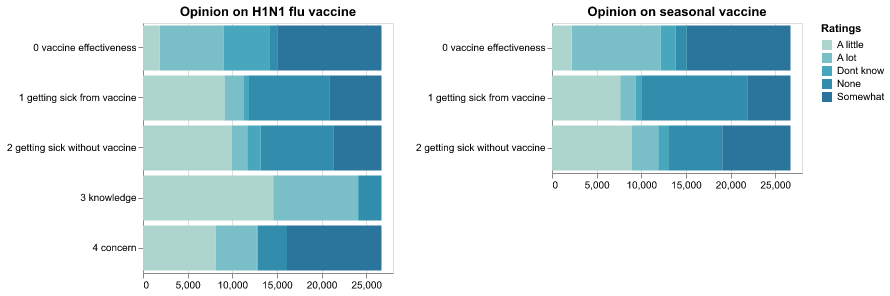 Opinion on H1N1 flu vaccine
0 vaccine effectiveness
1 getting sick from vaccine
2 getting sick without vaccine
3 knowledge
4 concern
0 5,000 10,000 15,000 20,000 25,000
Opinion on seasonal vaccine
0 vaccine effectiveness
1 getting sick from vaccine
2 getting sick without vaccine
0 5,000 10,000 15,000 20,000 25,000
Ratings
A little
A lot
Dont know
None
Somewhat